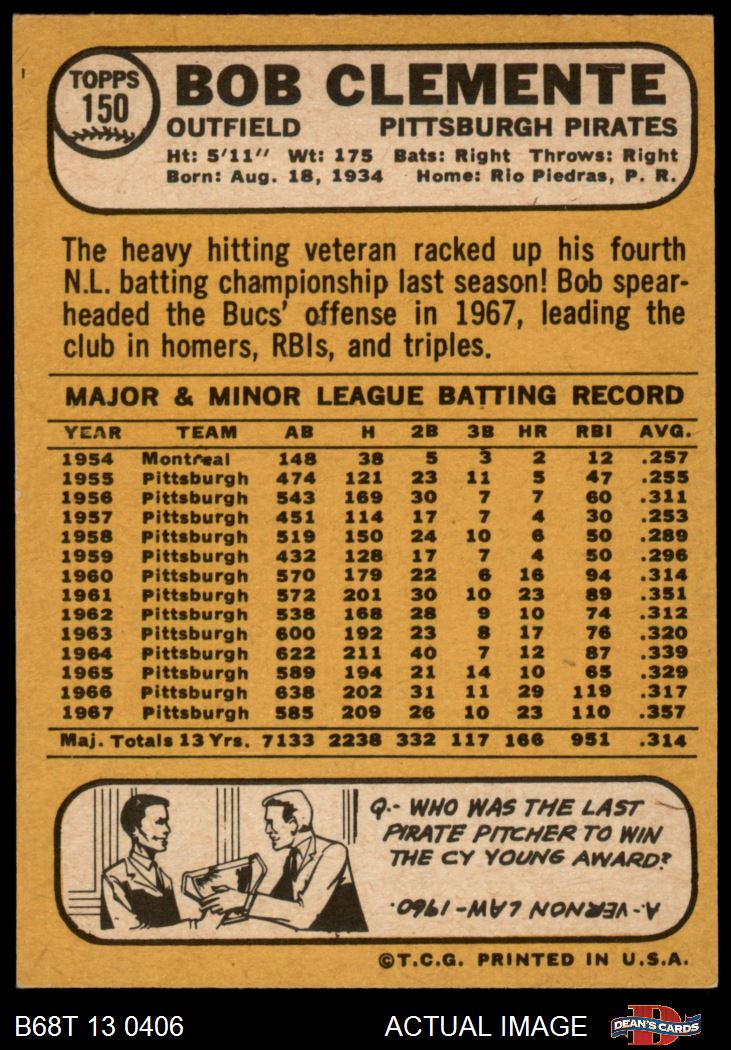 TOPPS
150
BOB CLEMENTE
OUTFIELD PITTSBURGH PIRATES
Ht: 5'11" Wt: 175 Bats: Right Throws: Right
Born: Aug. 18, 1934 Home: Rio Piedras, P. R.
The heavy hitting veteran racked up his fourth
N.L. batting championship last season! Bob spear-
headed the Bucs' offense in 1967, leading the
club in homers, RBIs, and triples.
MAJOR & MINOR LEAGUE BATTING RECORD
YEAR TEAM AB H 2B 3B HR RBI AVG.
1954 Montreal 148 38 5 3 2 12 .257
1955 Pittsburgh 474 121 23 11 5 47 .255
1956 Pittsburgh 543 169 30 7 7 60 .311
1957 Pittsburgh 451 114 17 7 4 30 .253
1958 Pittsburgh 519 150 24 10 6 50 .289
1959 Pittsburgh 432 128 17 7 4 50 .296
1960 Pittsburgh 570 179 22 6 16 94 .314
1961 Pittsburgh 572 201 30 10 23 89 .351
1962 Pittsburgh 538 168 28 9 10 74 .312
1963 Pittsburgh 600 192 23 8 17 76 .320
1964 Pittsburgh 622 211 40 7 12 87 .339
1965 Pittsburgh 589 194 21 14 10 65 .329
1966 Pittsburgh 638 202 31 11 29 119 .317
1967 Pittsburgh 585 209 26 10 23 110 .357
Maj. Totals 13 Yrs. 7133 2238 332 117 166 951 .314
Q.- WHO WAS THE LAST
PIRATE PITCHER TO WIN
THE CY YOUNG AWARD?
A.- VERNON LAW - 1960.
©T.C.G. PRINTED IN U.S.A.
B68T 13 0406 ACTUAL IMAGE
D
DEAN'S CARDS